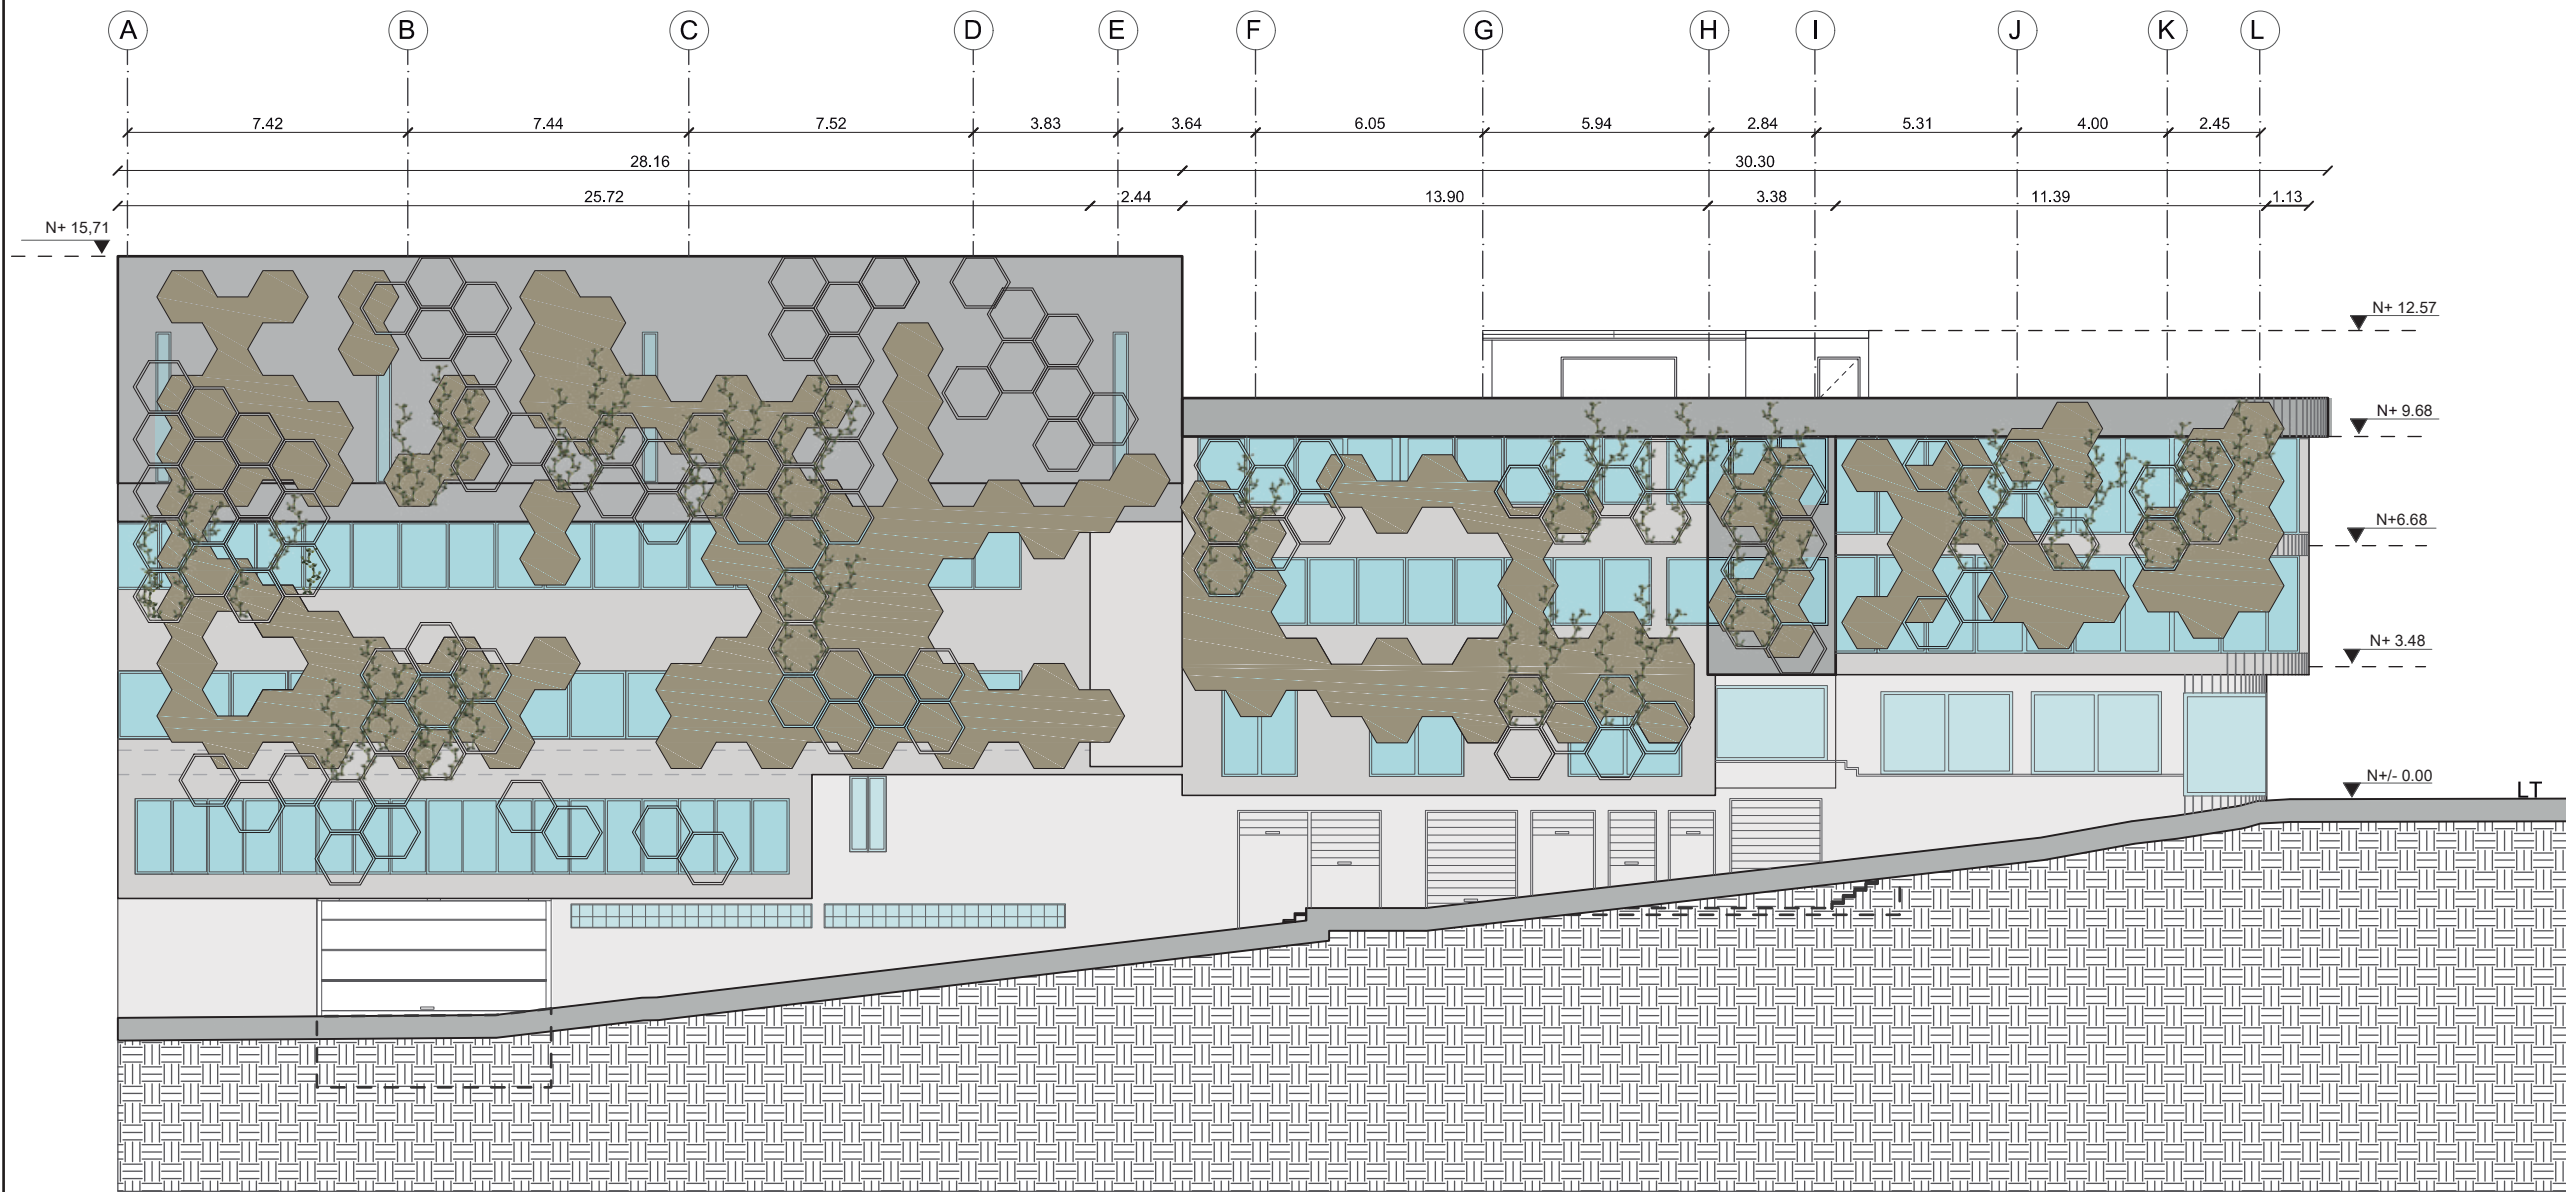 A B C D E F G H I J K L
7.42 7.44 7.52 3.83 3.64 6.05 5.94 2.84 5.31 4.00 2.45
28.16 30.30
25.72 2.44 13.90 3.38 11.39 1.13
N+ 15,71
N+ 12.57
N+ 9.68
N+6.68
N+ 3.48
N+/- 0.00
LT